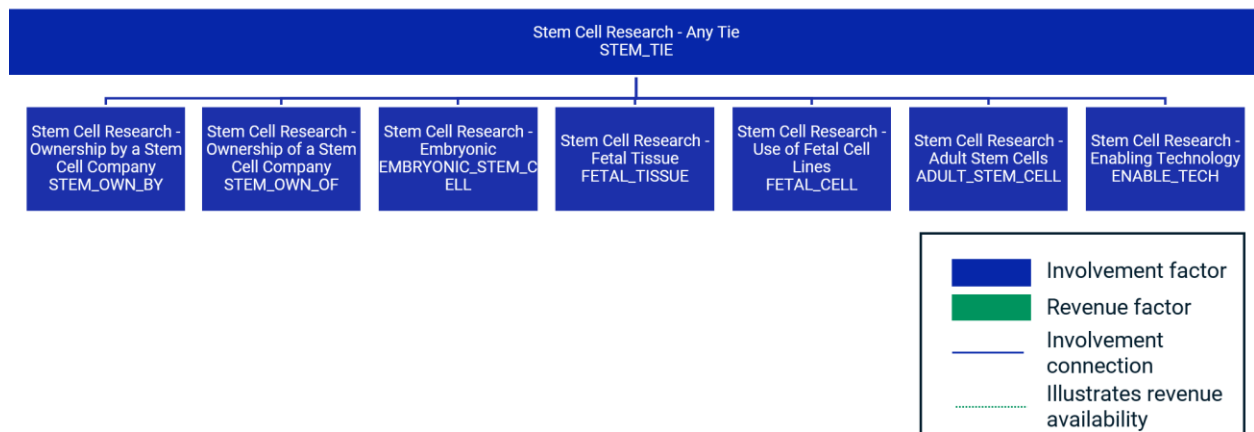 Stem Cell Research - Any Tie
STEM_TIE
Stem Cell Research -
Ownership by a Stem
Cell Company
STEM_OWN_BY
Stem Cell Research -
Ownership of a Stem
Cell Company
STEM_OWN_OF
Stem Cell Research -
Embryonic
EMBRYONIC_STEM_C
ELL
Stem Cell Research -
Fetal Tissue
FETAL_TISSUE
Stem Cell Research -
Use of Fetal Cell
Lines
FETAL_CELL
Stem Cell Research -
Adult Stem Cells
ADULT_STEM_CELL
Stem Cell Research -
Enabling Technology
ENABLE_TECH
Involvement factor
Revenue factor
Involvement
connection
Illustrates revenue
availability